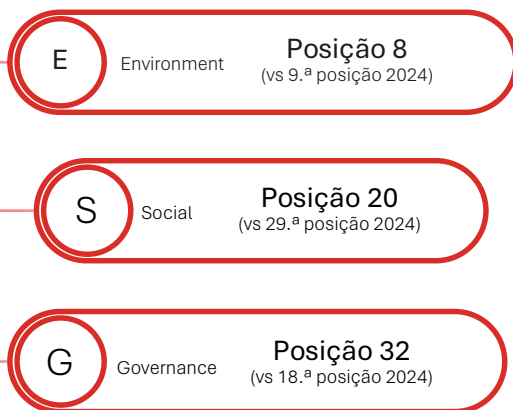 E
Environment
Posição 8
(vs 9.ª posição 2024)
S
Social
Posição 20
(vs 29.ª posição 2024)
G
Governance
Posição 32
(vs 18.ª posição 2024)